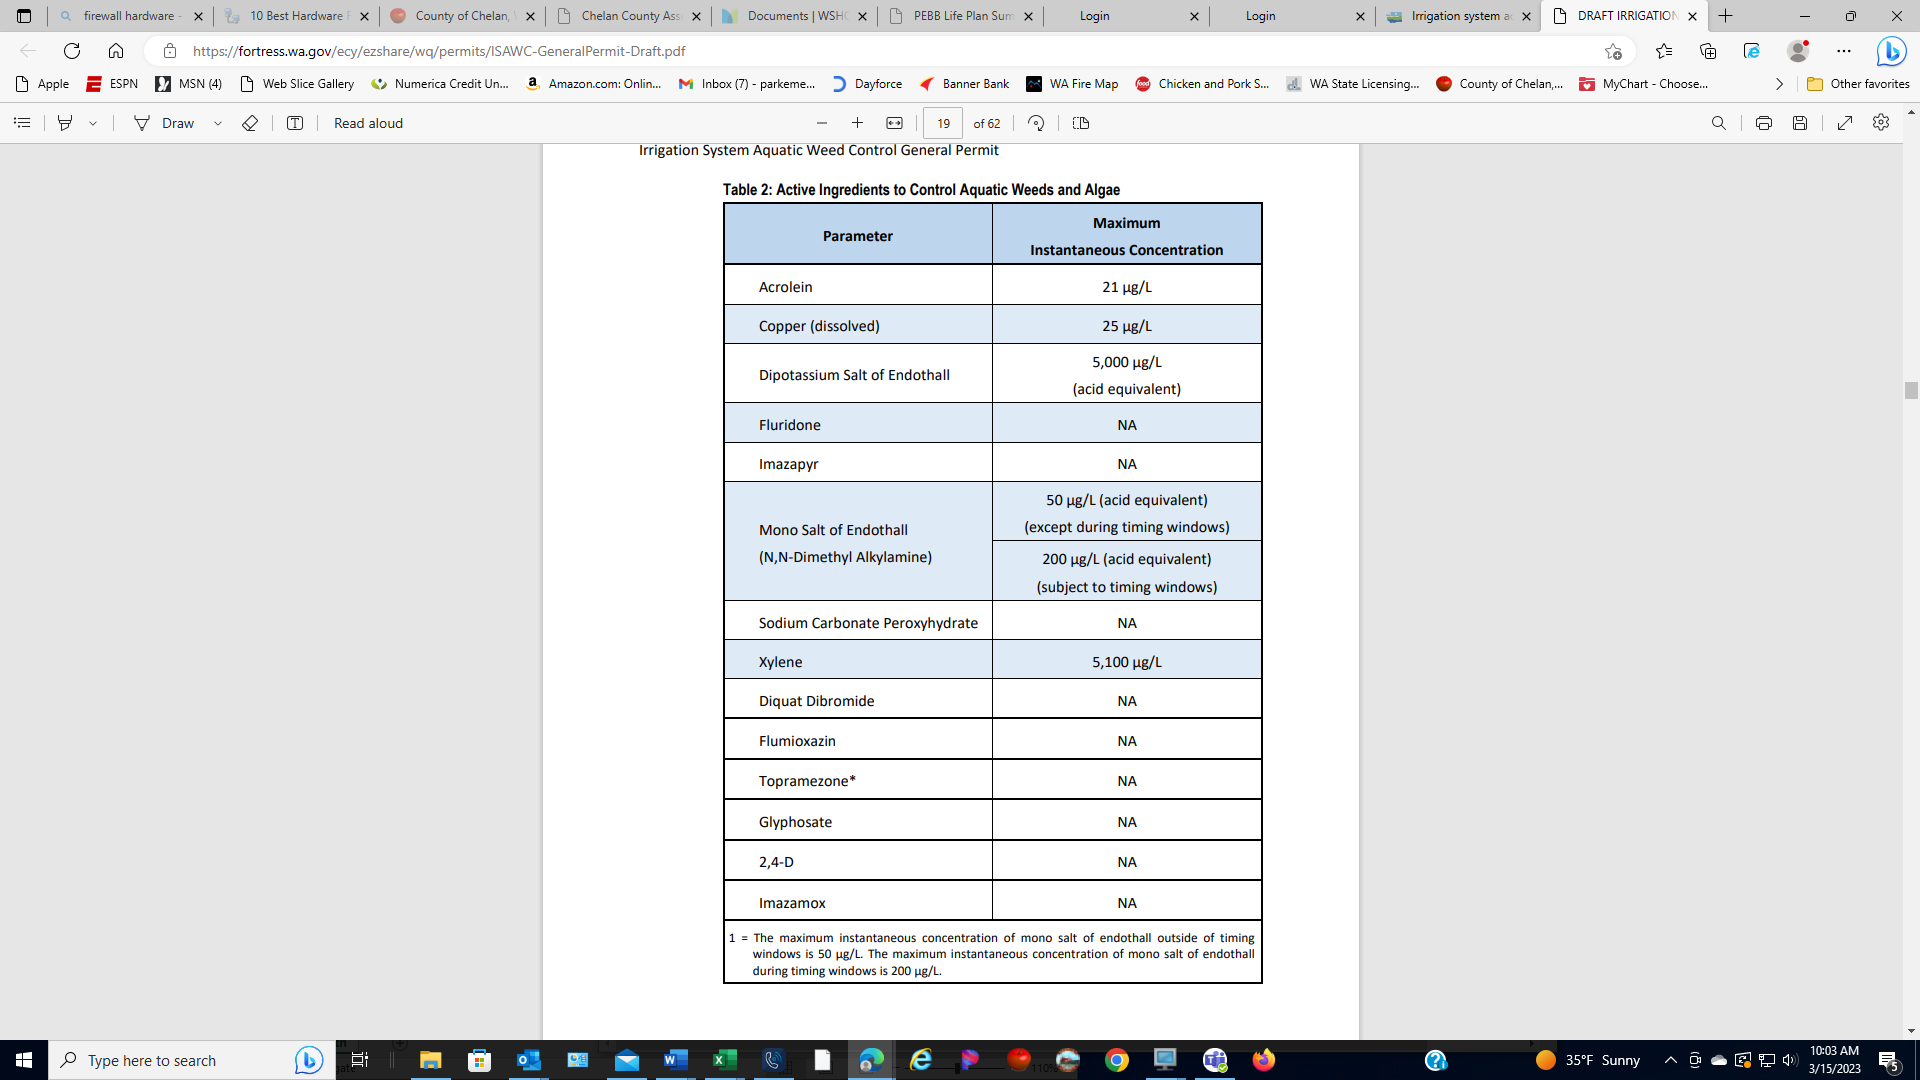 firewall hardware -
10 Best Hardware F
County of Chelan,
Chelan County Ass
Documents | WSHC
PEBB Life Plan Sum
Login
Login
Irrigation system a
DRAFT IRRIGATION
https://fortress.wa.gov/ecy/ezshare/wq/permits/ISAWC-GeneralPermit-Draft.pdf
Apple
ESPN
MSN (4)
Web Slice Gallery
Numerica Credit Un...
Amazon.com: Onlin...
Inbox (7) - parkeme...
Dayforce
Banner Bank
WA Fire Map
Chicken and Pork S...
WA State Licensing...
County of Chelan,...
MyChart - Choose...
Other favorites
Draw
Read aloud
19 of 62
Irrigation System Aquatic Weed Control General Permit
Table 2: Active Ingredients to Control Aquatic Weeds and Algae
Parameter
Maximum
Instantaneous Concentration
Acrolein
21 µg/L
Copper (dissolved)
25 µg/L
Dipotassium Salt of Endothall
5,000 µg/L
(acid equivalent)
Fluridone
NA
Imazapyr
NA
Mono Salt of Endothall
(N,N-Dimethyl Alkylamine)
50 µg/L (acid equivalent)
(except during timing windows)
200 µg/L (acid equivalent)
(subject to timing windows)
Sodium Carbonate Peroxyhydrate
NA
Xylene
5,100 µg/L
Diquat Dibromide
NA
Flumioxazin
NA
Topramezone*
NA
Glyphosate
NA
2,4-D
NA
Imazamox
NA
1 = The maximum instantaneous concentration of mono salt of endothall outside of timing
windows is 50 µg/L. The maximum instantaneous concentration of mono salt of endothall
during timing windows is 200 µg/L.
Type here to search
35°F Sunny
10:03 AM
3/15/2023
5